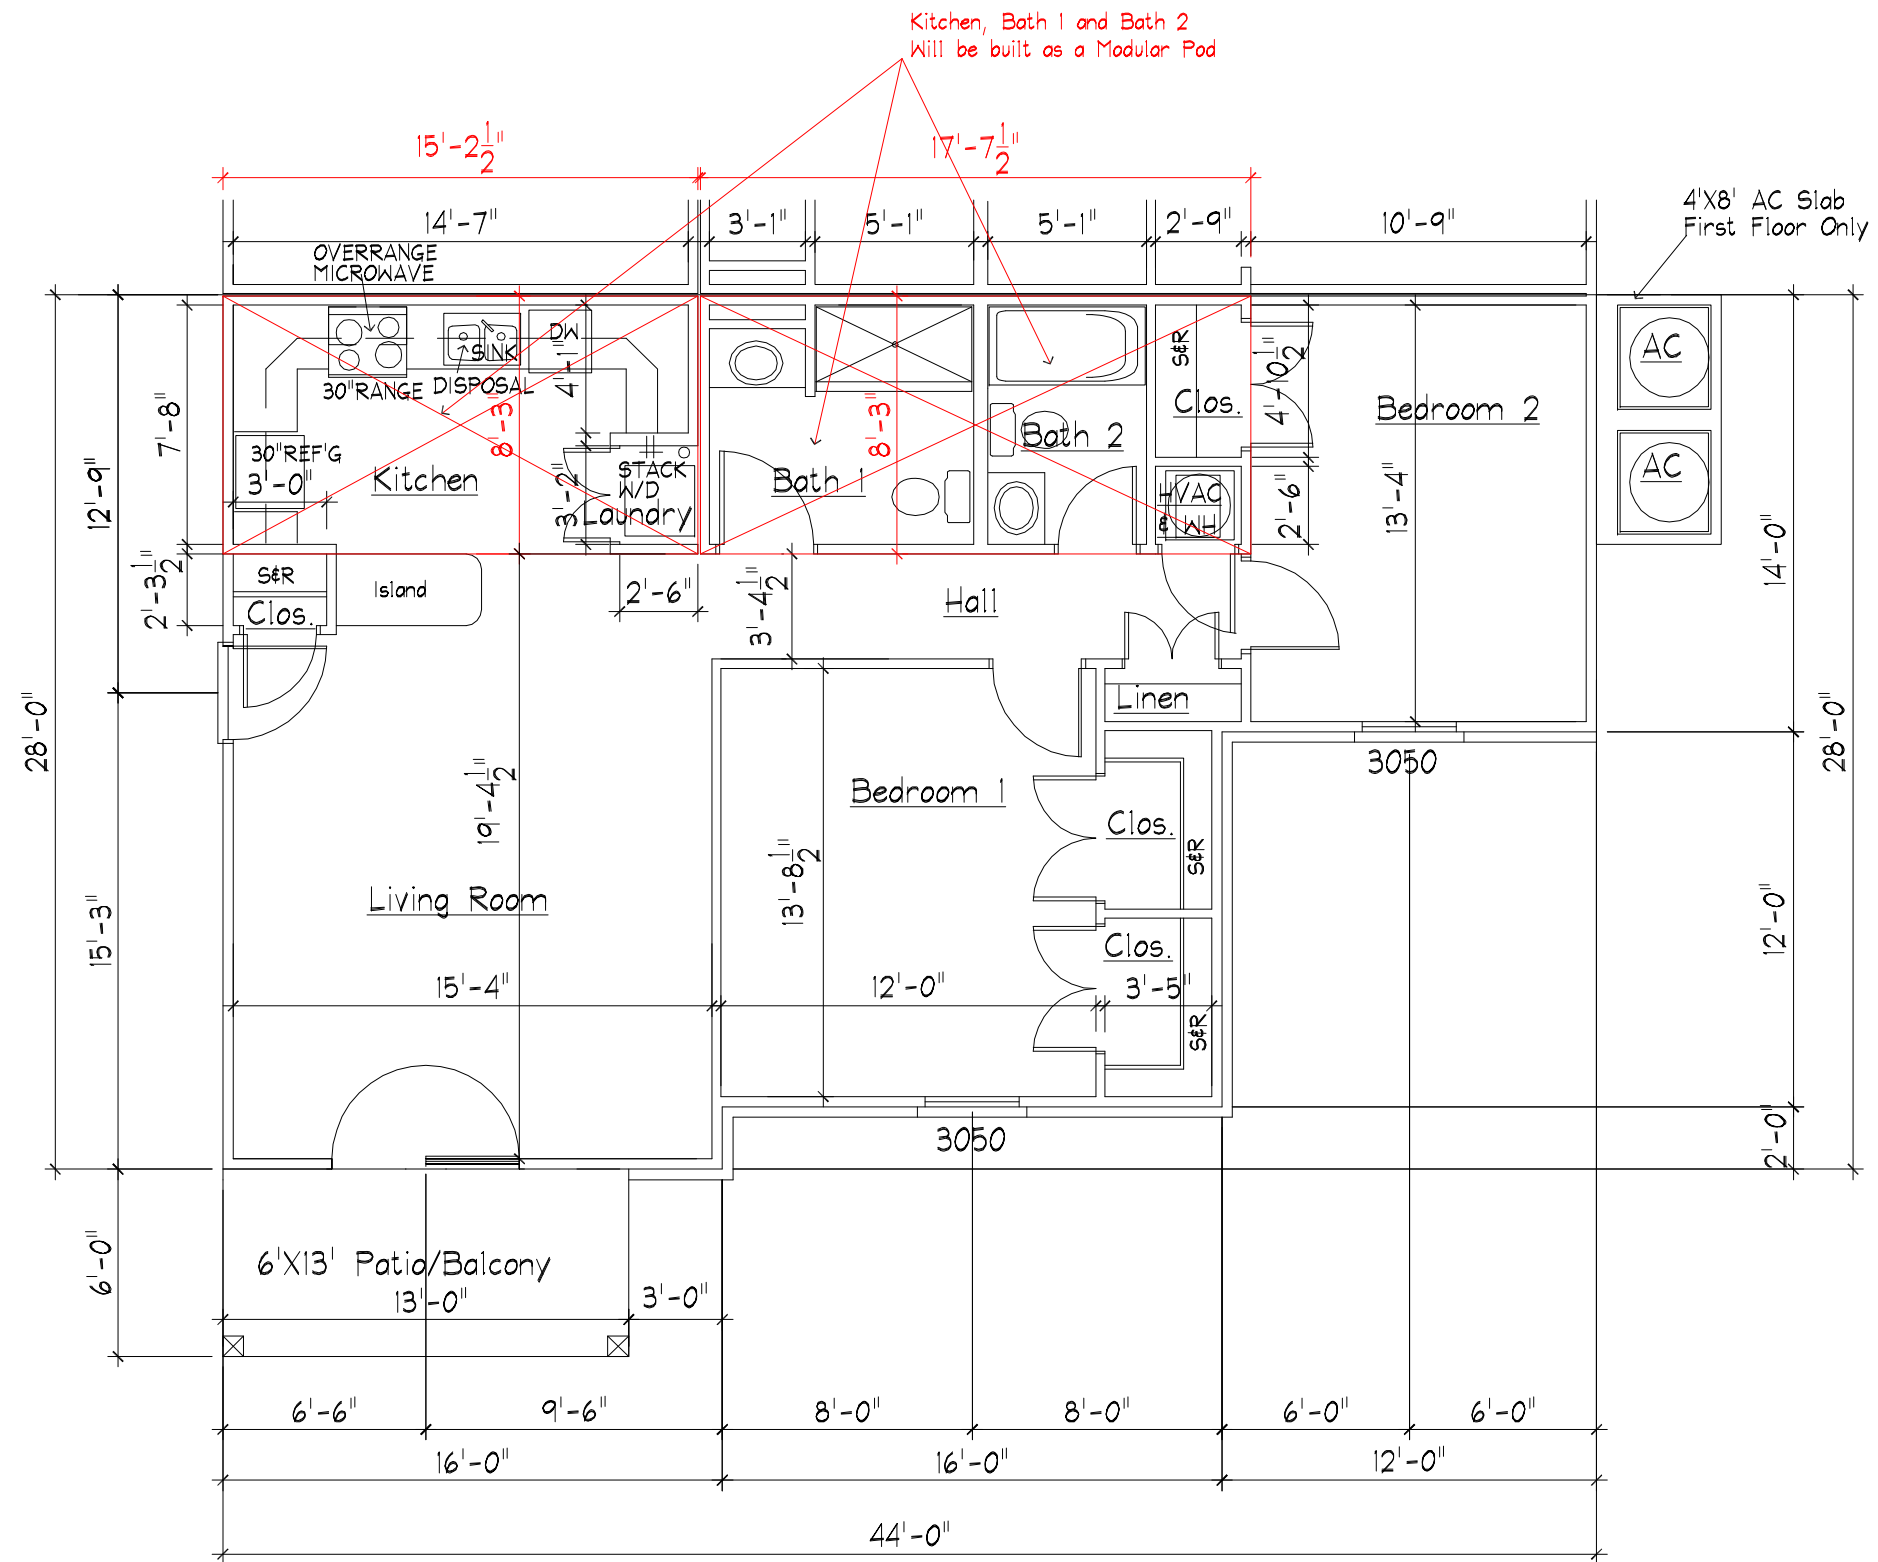 Kitchen, Bath 1 and Bath 2
Will be built as a Modular Pod
15'-2 1/2"
17'-7 1/2"
4'X8' AC Slab
First Floor Only
14'-7"
3'-1"
5'-1"
5'-1"
2'-9"
10'-9"
OVERRANGE
MICROWAVE
DW
SINK
30"RANGE
DISPOSAL
4'-1"
8'-3"
8'-3"
S&R
Clos.
4'-7 0 1/2"
Bedroom 2
AC
AC
7'-8"
12'-9"
30"REF'G
3'-0"
Kitchen
STACK
W/D
Laundry
3'-2"
Bath 1
Bath 2
HVAC
& WH
2'-6"
13'-4"
14'-0"
2'-3 1/2"
S&R
Clos.
Island
2'-6"
3'-4 1/2"
Hall
Linen
28'-0"
28'-0"
3050
19'-4 1/2"
Bedroom 1
Clos.
S&R
13'-8 1/2"
Living Room
15'-3"
12'-0"
Clos.
15'-4"
12'-0"
3'-5"
S&R
3050
2'-0"
6'-0"
6'X13' Patio/Balcony
13'-0"
3'-0"
6'-6"
9'-6"
8'-0"
8'-0"
6'-0"
6'-0"
16'-0"
16'-0"
12'-0"
44'-0"